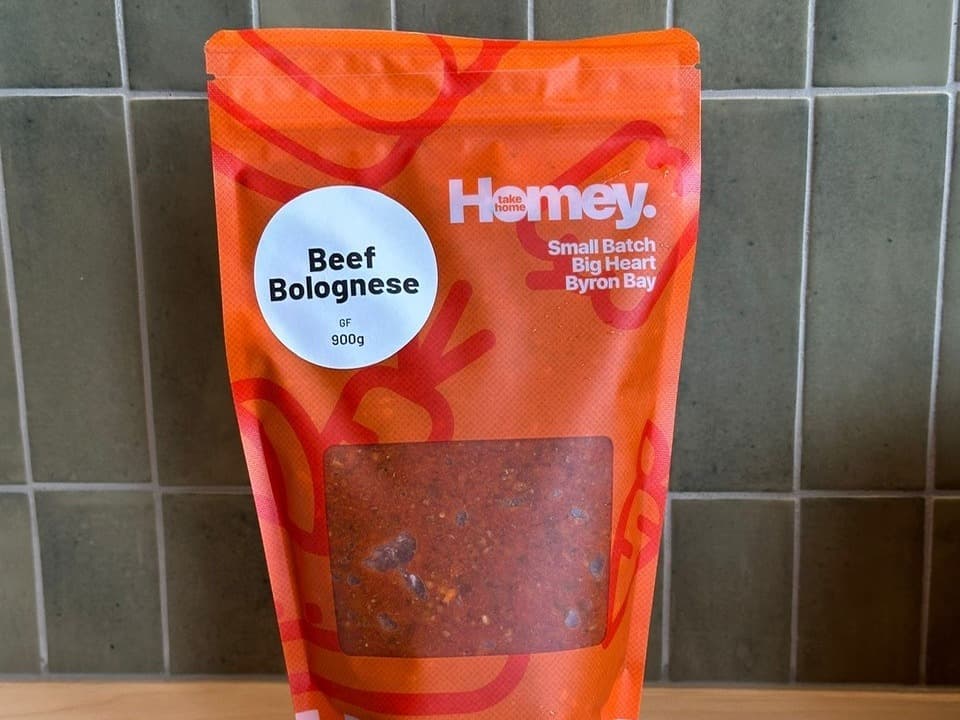 Beef
Bolognese
GF
900g
Homey.
take
home
Small Batch
Big Heart
Byron Bay